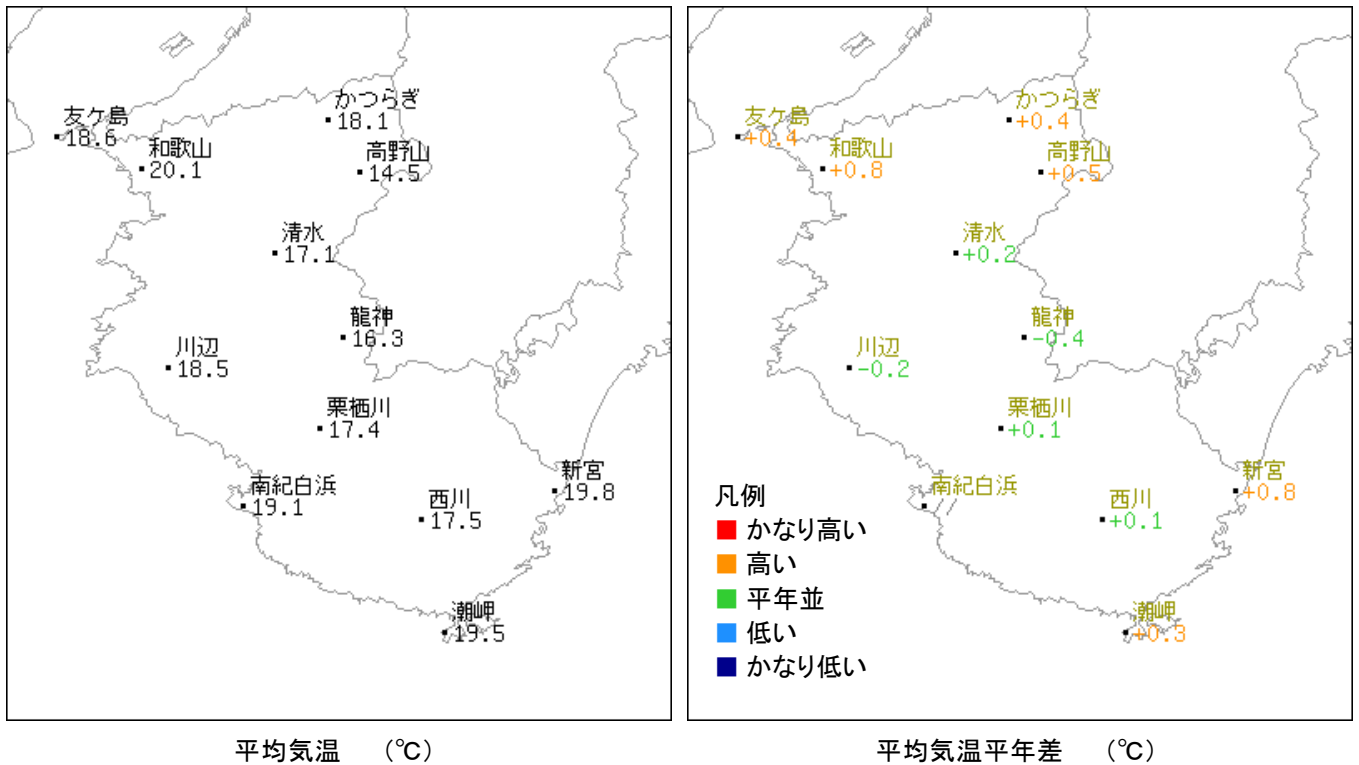 かつらぎ
18.1
友ケ島
18.6
和歌山
20.1
高野山
14.5
清水
17.1
龍神
16.3
川辺
18.5
栗栖川
17.4
新宮
19.8
南紀白浜
19.1
西川
17.5
潮岬
19.5
平均気温 (℃)
かつらぎ
+0.4
友ケ島
+0.4
和歌山
+0.8
高野山
+0.5
清水
+0.2
龍神
-0.4
川辺
-0.2
栗栖川
+0.1
新宮
+0.8
南紀白浜
//
西川
+0.1
潮岬
+0.3
凡例
かなり高い
高い
平年並
低い
かなり低い
平均気温平年差 (℃)